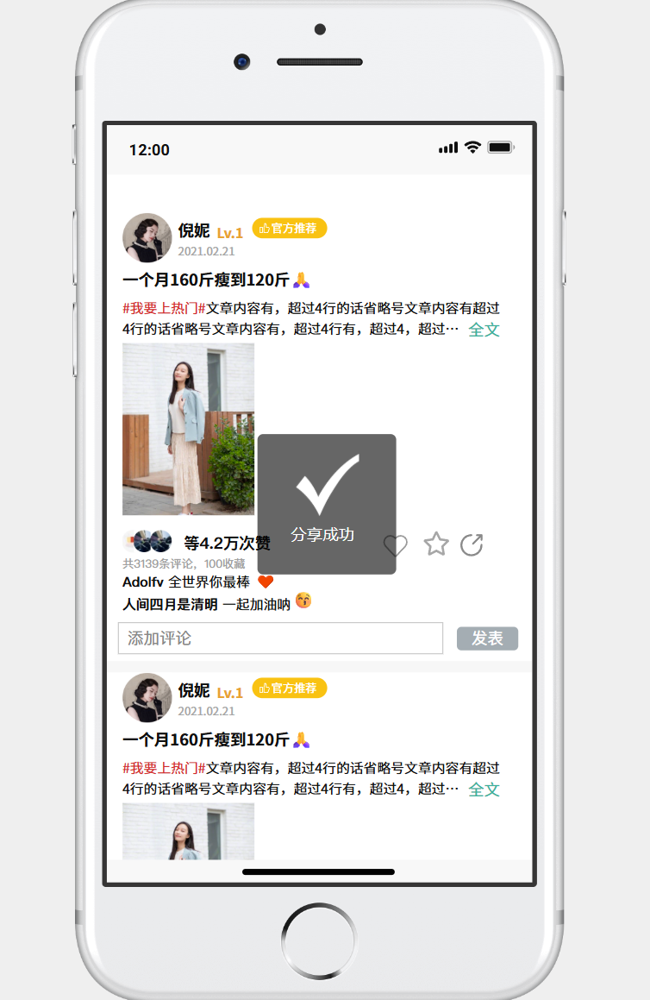 12:00
倪妮 Lv.1 官方推荐
2021.02.21
一个月160斤瘦到120斤🙏
#我要上热门#文章内容有，超过4行的话省略号文章内容有超过
4行的话省略号文章内容有，超过4行有，超过4，超过… 全文
分享成功
等4.2万次赞
共3139条评论，100收藏
Adolfv 全世界你最棒 ❤️
人间四月是清明 一起加油呐 😚
添加评论 发表
倪妮 Lv.1 官方推荐
2021.02.21
一个月160斤瘦到120斤🙏
#我要上热门#文章内容有，超过4行的话省略号文章内容有超过
4行的话省略号文章内容有，超过4行有，超过4，超过… 全文